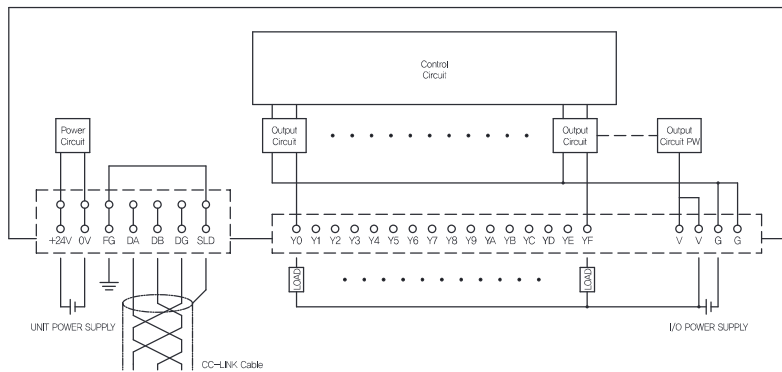 Control
Circuit
Power
Circuit
Output
Circuit
Output
Circuit
Output
Circuit PW
+24V 0V FG DA DB DG SLD
Y0 Y1 Y2 Y3 Y4 Y5 Y6 Y7 Y8 Y9 YA YB YC YD YE YF V V G G
LOAD
LOAD
UNIT POWER SUPPLY
I/O POWER SUPPLY
CC-LINK Cable